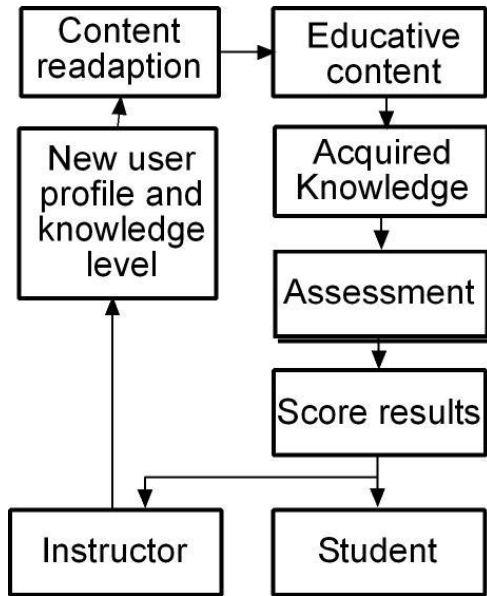 Content
readaption
Educative
content
New user
profile and
knowledge
level
Acquired
Knowledge
Assessment
Score results
Instructor
Student